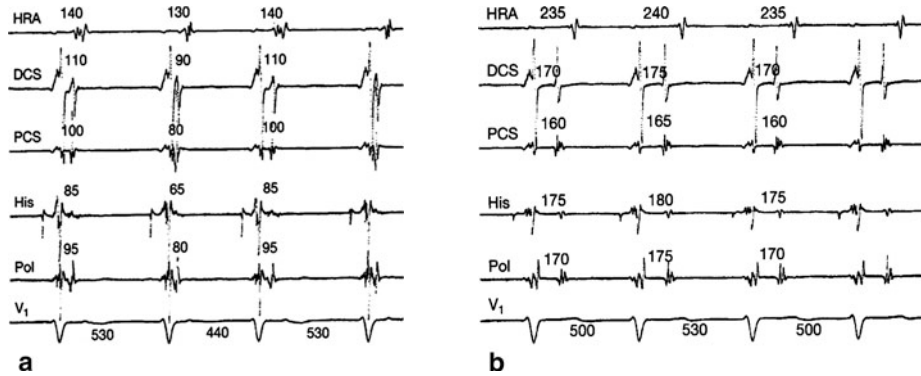 HRA 140 130 140
DCS 110 90 110
PCS 100 80 100
His 85 65 85
Pol 95 80 95
V1
530 440 530
a
HRA 235 240 235
DCS 170 175 170
PCS 160 165 160
His 175 180 175
Pol 170 175 170
V1
500 530 500
b